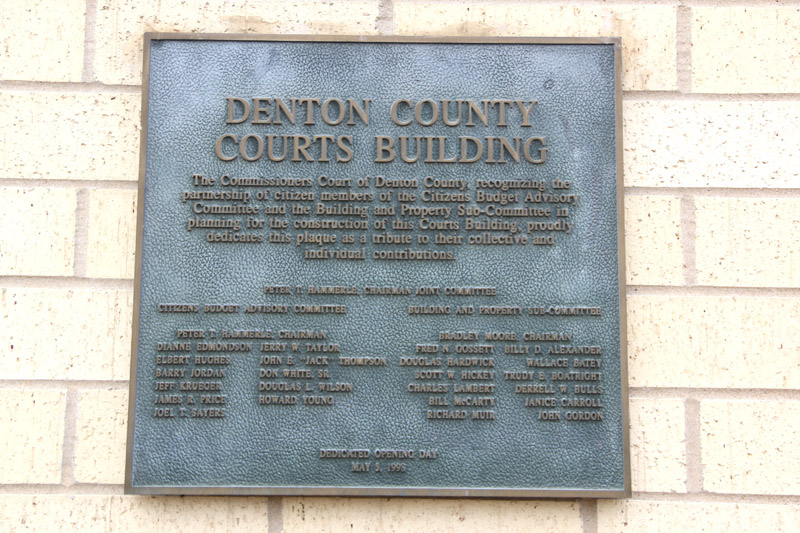 DENTON COUNTY
COURTS BUILDING
The Commissioners Court of Denton County, recognizing the
partnership of citizen members of the Citizens Budget Advisory
Committee and the Building and Property Sub-Committee in
planning for the construction of this Courts Building, proudly
dedicates this plaque as a tribute to their collective and
individual contributions.
PETER T. HAMMERLE, CHAIRMAN JOINT COMMITTEE
CITIZENS BUDGET ADVISORY COMMITTEE
PETER T. HAMMERLE, CHAIRMAN
DIANNE EDMONDSON JERRY W. TAYLOR
ELBERT HUGHES JOHN E. JACK THOMPSON
BARRY JORDAN DON WHITE, SR.
JEFF KRUEGER DOUGLAS E. WILSON
JAMES R. PRICE HOWARD YOUNG
JOEL T. SAYERS
BUILDING AND PROPERTY SUB-COMMITTEE
BRADLEY MOORE, CHAIRMAN
FRED N. GOSSETT BILLY D. ALEXANDER
DOUGLAS HARDWICK WALLACE BATEY
SCOTT W. HICKEY TRUDY E. BOATRIGHT
CHARLES LAMBERT DERRELL W. BULLS
BILL McCARTY JANICE CARROLL
RICHARD MUIR JOHN GORDON
DEDICATED OPENING DAY
MAY 5, 1998